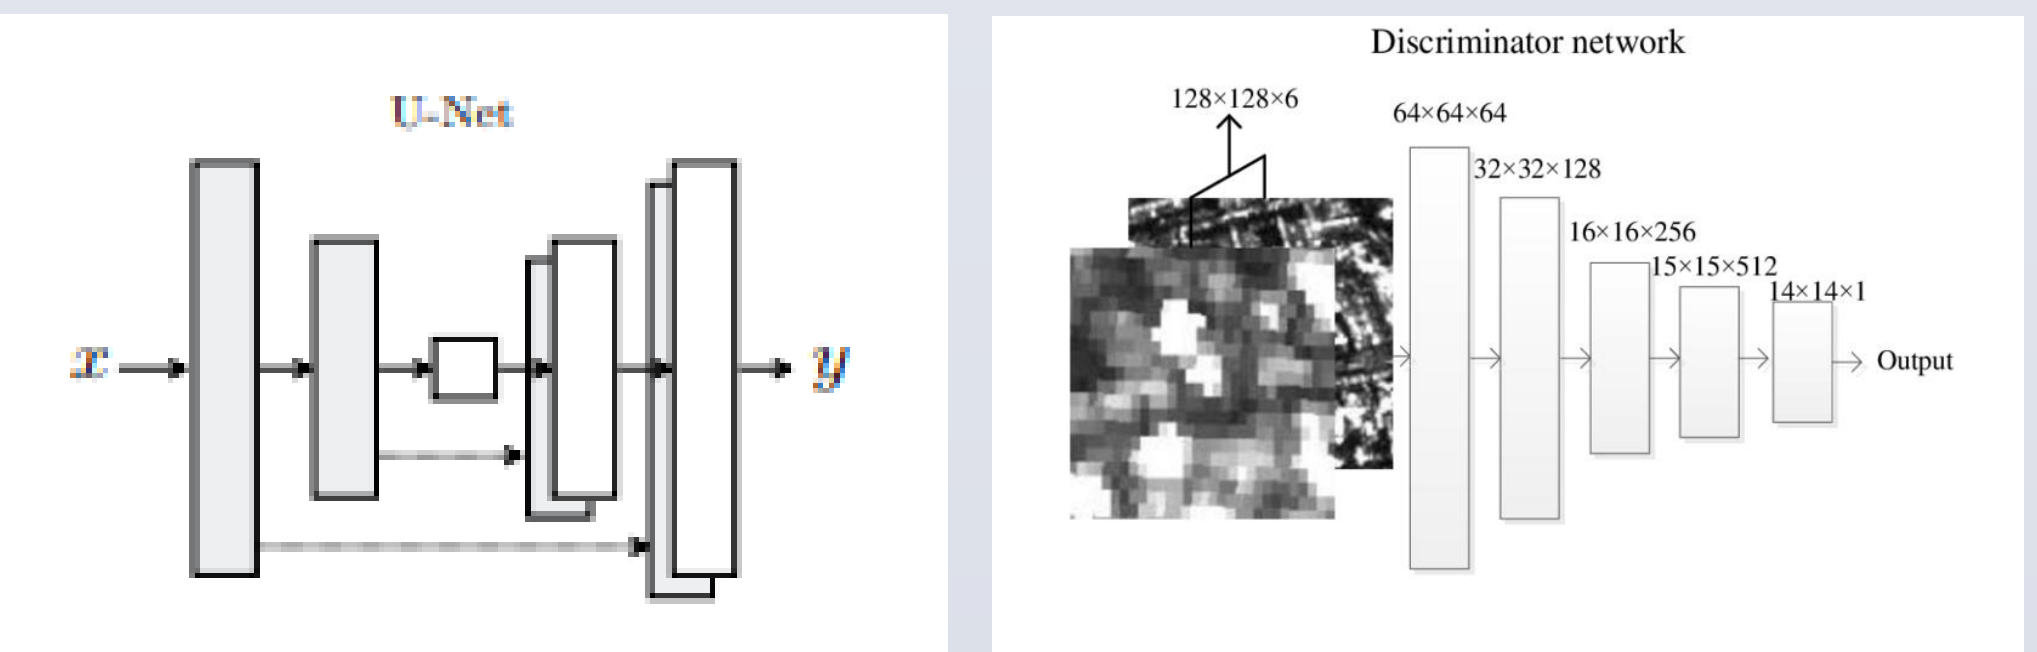 U-Net
x
y
Discriminator network
128×128×6
64×64×64
32×32×128
16×16×256
15×15×512
14×14×1
Output